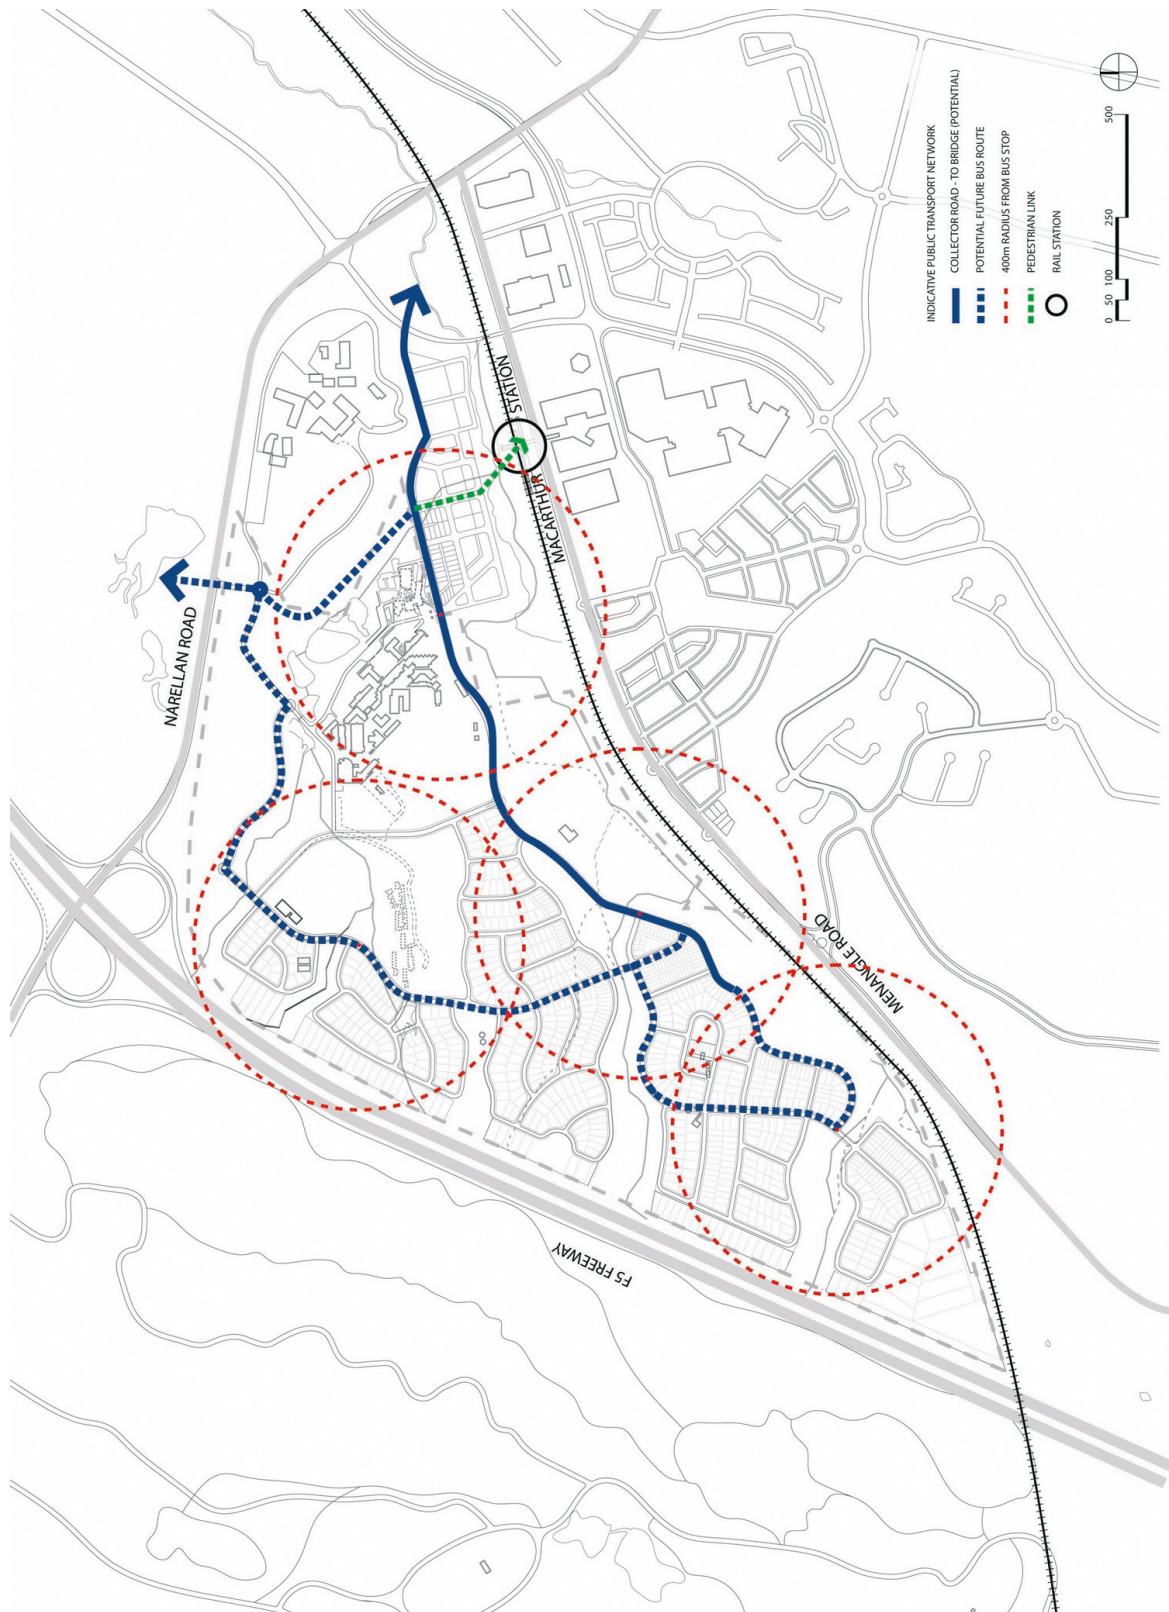 INDICATIVE PUBLIC TRANSPORT NETWORK
COLLECTOR ROAD - TO BRIDGE (POTENTIAL)
POTENTIAL FUTURE BUS ROUTE
400m RADIUS FROM BUS STOP
PEDESTRIAN LINK
RAIL STATION
0 50 100 250 500
NARELLAN ROAD
MACARTHUR STATION
MENANGLE ROAD
F5 FREEWAY